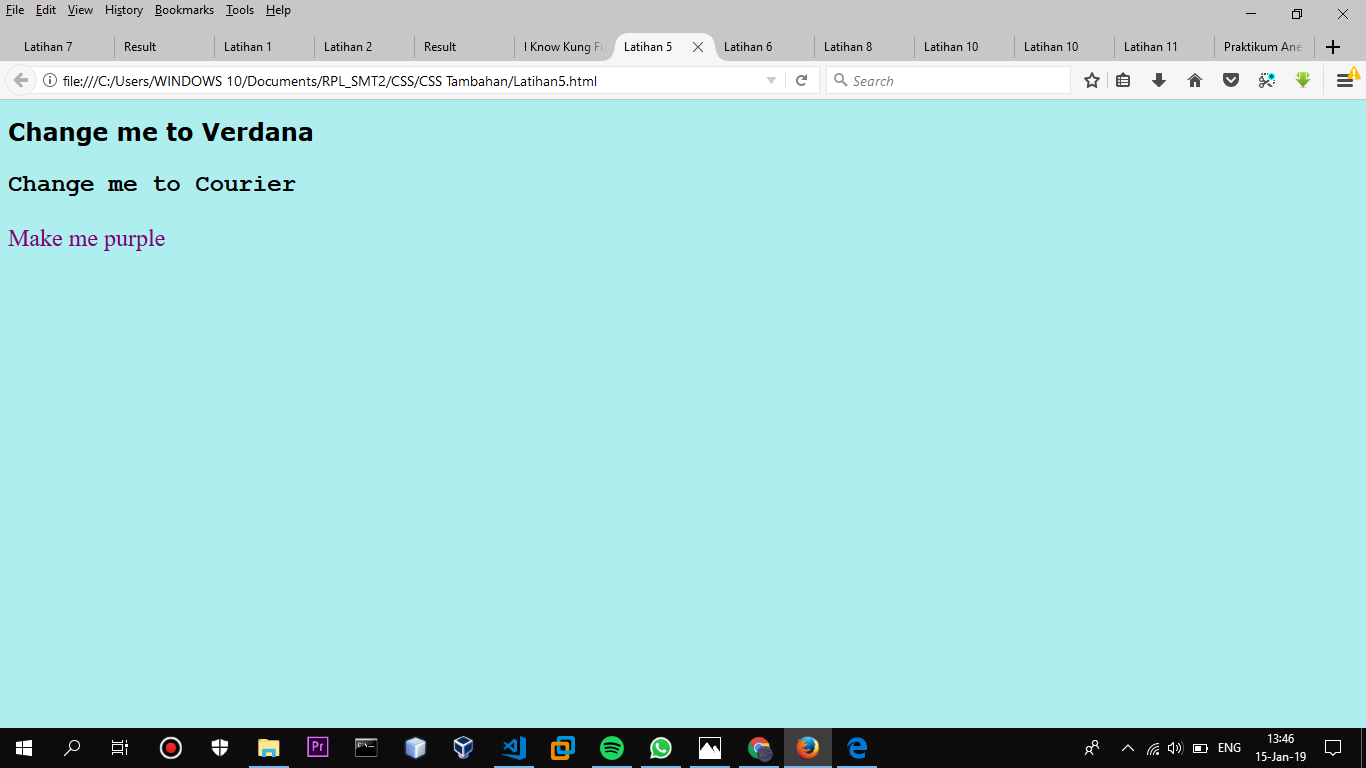 File Edit View History Bookmarks Tools Help
Latihan 7 Result Latihan 1 Latihan 2 Result I Know Kung Fu Latihan 5 Latihan 6 Latihan 8 Latihan 10 Latihan 10 Latihan 11 Praktikum Ane
file:///C:/Users/WINDOWS 10/Documents/RPL_SMT2/CSS/CSS Tambahan/Latihan5.html Search
Change me to Verdana
Change me to Courier
Make me purple
Pr
C:\.
ENG
13:46
15-Jan-19